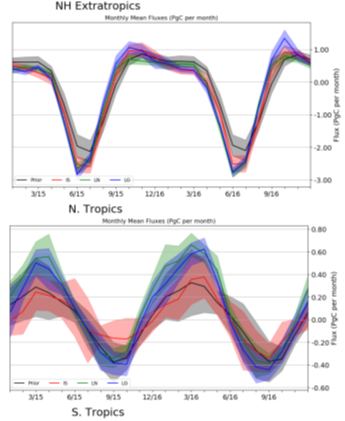 NH Extratropics
Monthly Mean Fluxes (PgC per month)
1.00
0.00
-1.00
-2.00
-3.00
Flux (PgC per month)
Prior IS LN LG
3/15 6/15 9/15 12/15 3/16 6/16 9/16
N. Tropics
Monthly Mean Fluxes (PgC per month)
0.80
0.60
0.40
0.20
0.00
-0.20
-0.40
-0.60
Flux (PgC per month)
Prior IS LN LG
3/15 6/15 9/15 12/15 3/16 6/16 9/16
S. Tropics